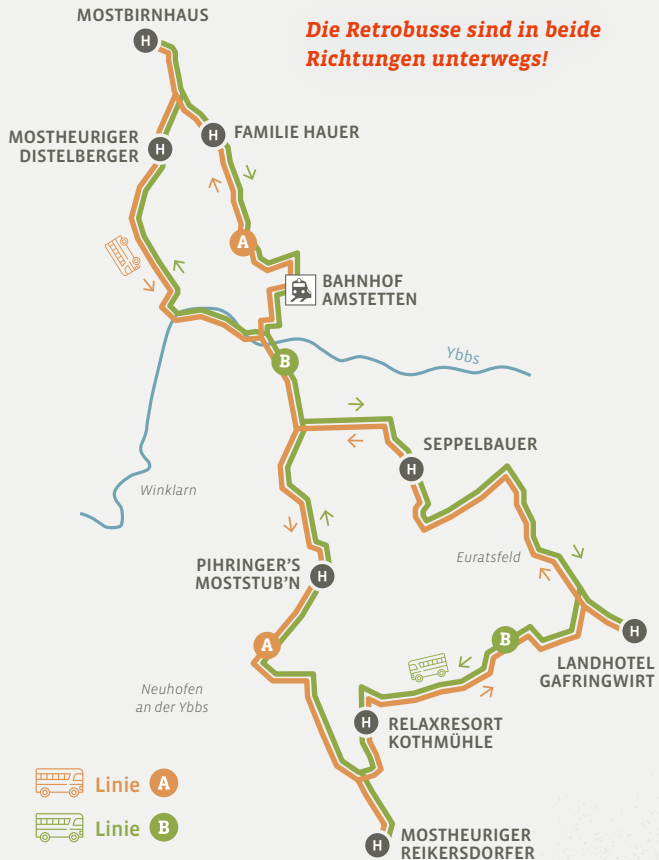 MOSTBIRNHAUS
Die Retrobusse sind in beide
Richtungen unterwegs!
H
H
FAMILIE HAUER
MOSTHEURIGER
DISTELBERGER
H
A
BAHNHOF
AMSTETTEN
B
Ybbs
SEPPELBAUER
H
Winklarn
Euratsfeld
PIHRINGER'S
MOSTSTUB'N
H
H
LANDHOTEL
GAFRINGWIRT
B
A
Neuhofen
an der Ybbs
H
RELAXRESORT
KOTHMÜHLE
Linie A
Linie B
H
MOSTHEURIGER
REIKERSDORFER